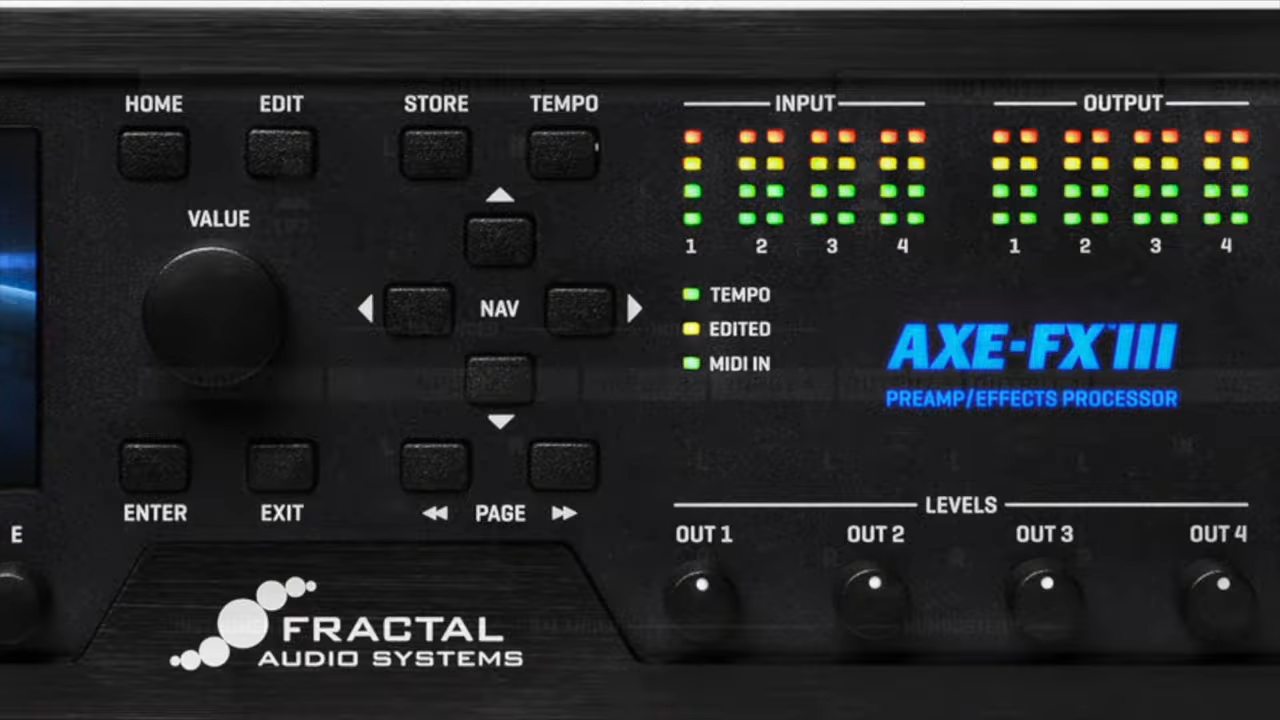 HOME EDIT STORE TEMPO INPUT OUTPUT
VALUE
1 2 3 4 1 2 3 4
TEMPO
NAV
EDITED
AXE-FX™III
MIDI IN
PREAMP/EFFECTS PROCESSOR
LEVELS
ENTER EXIT PAGE
E OUT 1 OUT 2 OUT 3 OUT 4
FRACTAL
AUDIO SYSTEMS